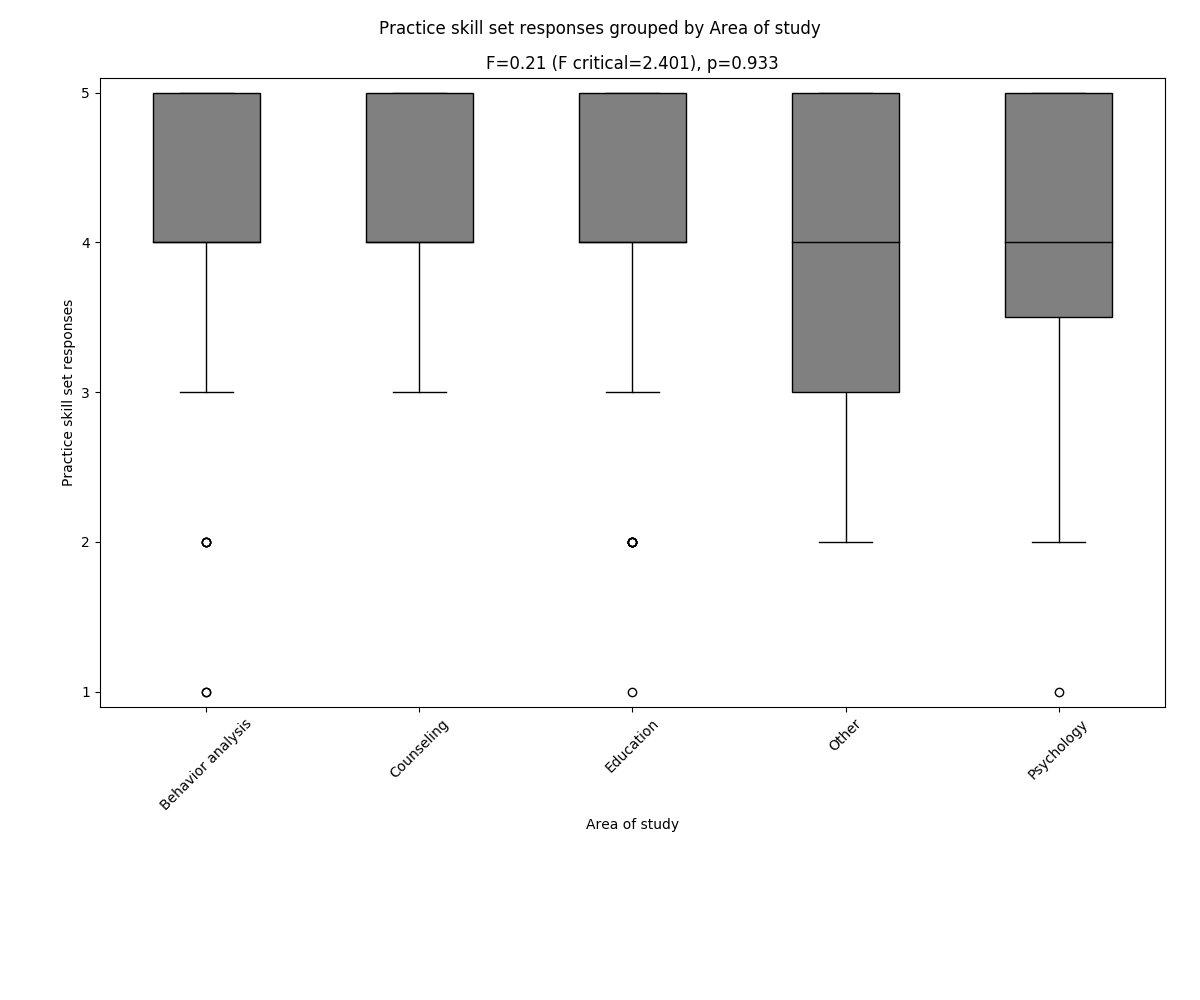 Practice skill set responses grouped by Area of study
F=0.21 (F critical=2.401), p=0.933
Practice skill set responses
5
4
3
2
1
Behavior analysis
Counseling
Education
Other
Psychology
Area of study